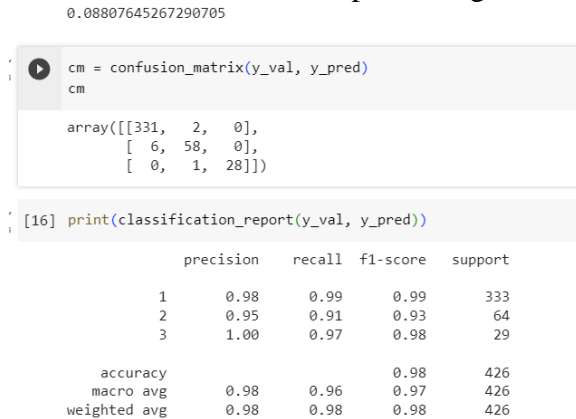 0.08807645267290705
cm = confusion_matrix(y_val, y_pred)
cm
array([[331, 2, 0],
[ 6, 58, 0],
[ 0, 1, 28]])
[16] print(classification_report(y_val, y_pred))
precision recall f1-score support
1 0.98 0.99 0.99 333
2 0.95 0.91 0.93 64
3 1.00 0.97 0.98 29
accuracy 0.98 426
macro avg 0.98 0.96 0.97 426
weighted avg 0.98 0.98 0.98 426